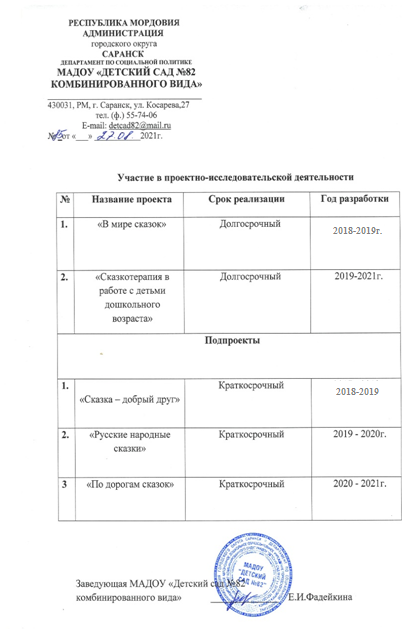 РЕСПУБЛИКА МОРДОВИЯ
АДМИНИСТРАЦИЯ
городского округа
САРАНСК
ДЕПАРТАМЕНТ ПО СОЦИАЛЬНОЙ ПОЛИТИКЕ
МАДОУ «ДЕТСКИЙ САД №82
КОМБИНИРОВАННОГО ВИДА»
430031, РМ, г. Саранск, ул. Косарева,27
тел. (ф.) 55-74-06
E-mail: detcad82@mail.ru
№ от «___» 27.08 2021г.
Участие в проектно-исследовательской деятельности
№ Название проекта Срок реализации Год разработки
1. «В мире сказок» Долгосрочный 2018-2019г.
2. «Сказкотерапия в Долгосрочный 2019-2021г.
работе с детьми
дошкольного
возраста»
Подпроекты
1. Краткосрочный 2018-2019
«Сказка – добрый друг»
2. «Русские народные Краткосрочный 2019 - 2020г.
сказки»
3 «По дорогам сказок» Краткосрочный 2020 - 2021г.
МАДОУ
"ДЕТСКИЙ
САД №82"
Заведующая МАДОУ «Детский сад №82
комбинированного вида» Е.И.Фадейкина